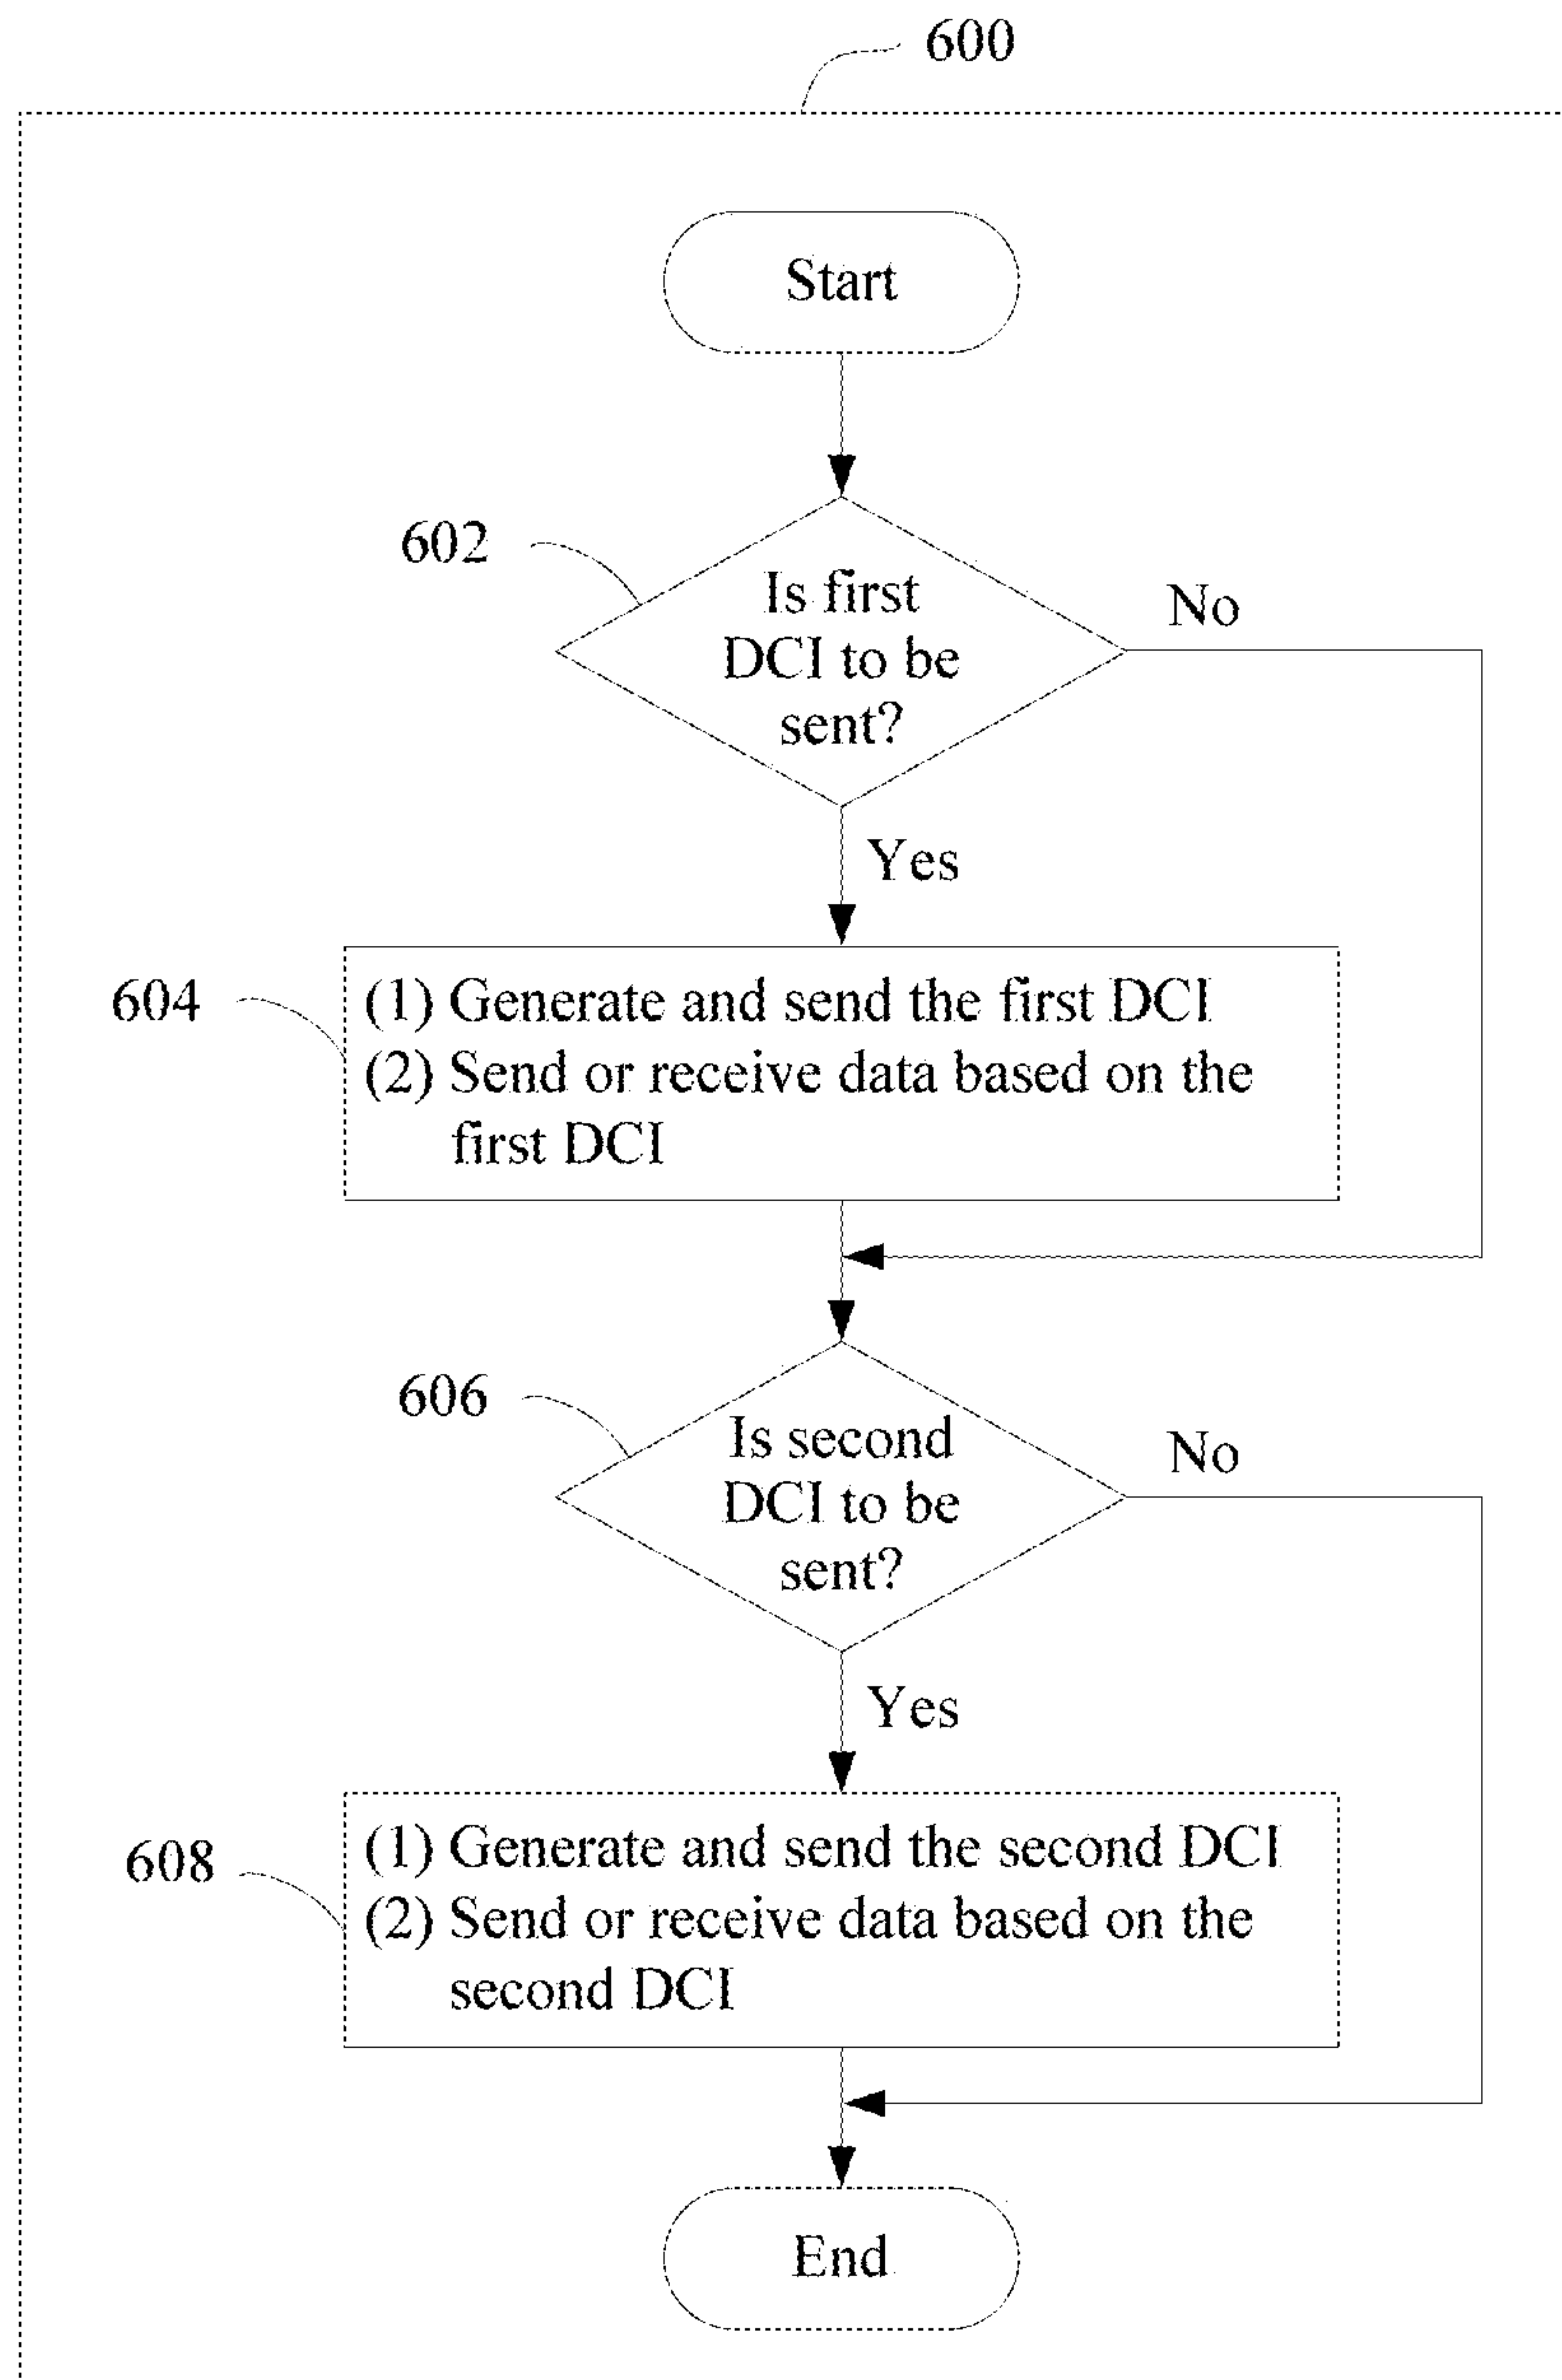 600
Start
602
Is first
DCI to be
sent?
No
Yes
604
(1) Generate and send the first DCI
(2) Send or receive data based on the
first DCI
606
Is second
DCI to be
sent?
No
Yes
608
(1) Generate and send the second DCI
(2) Send or receive data based on the
second DCI
End